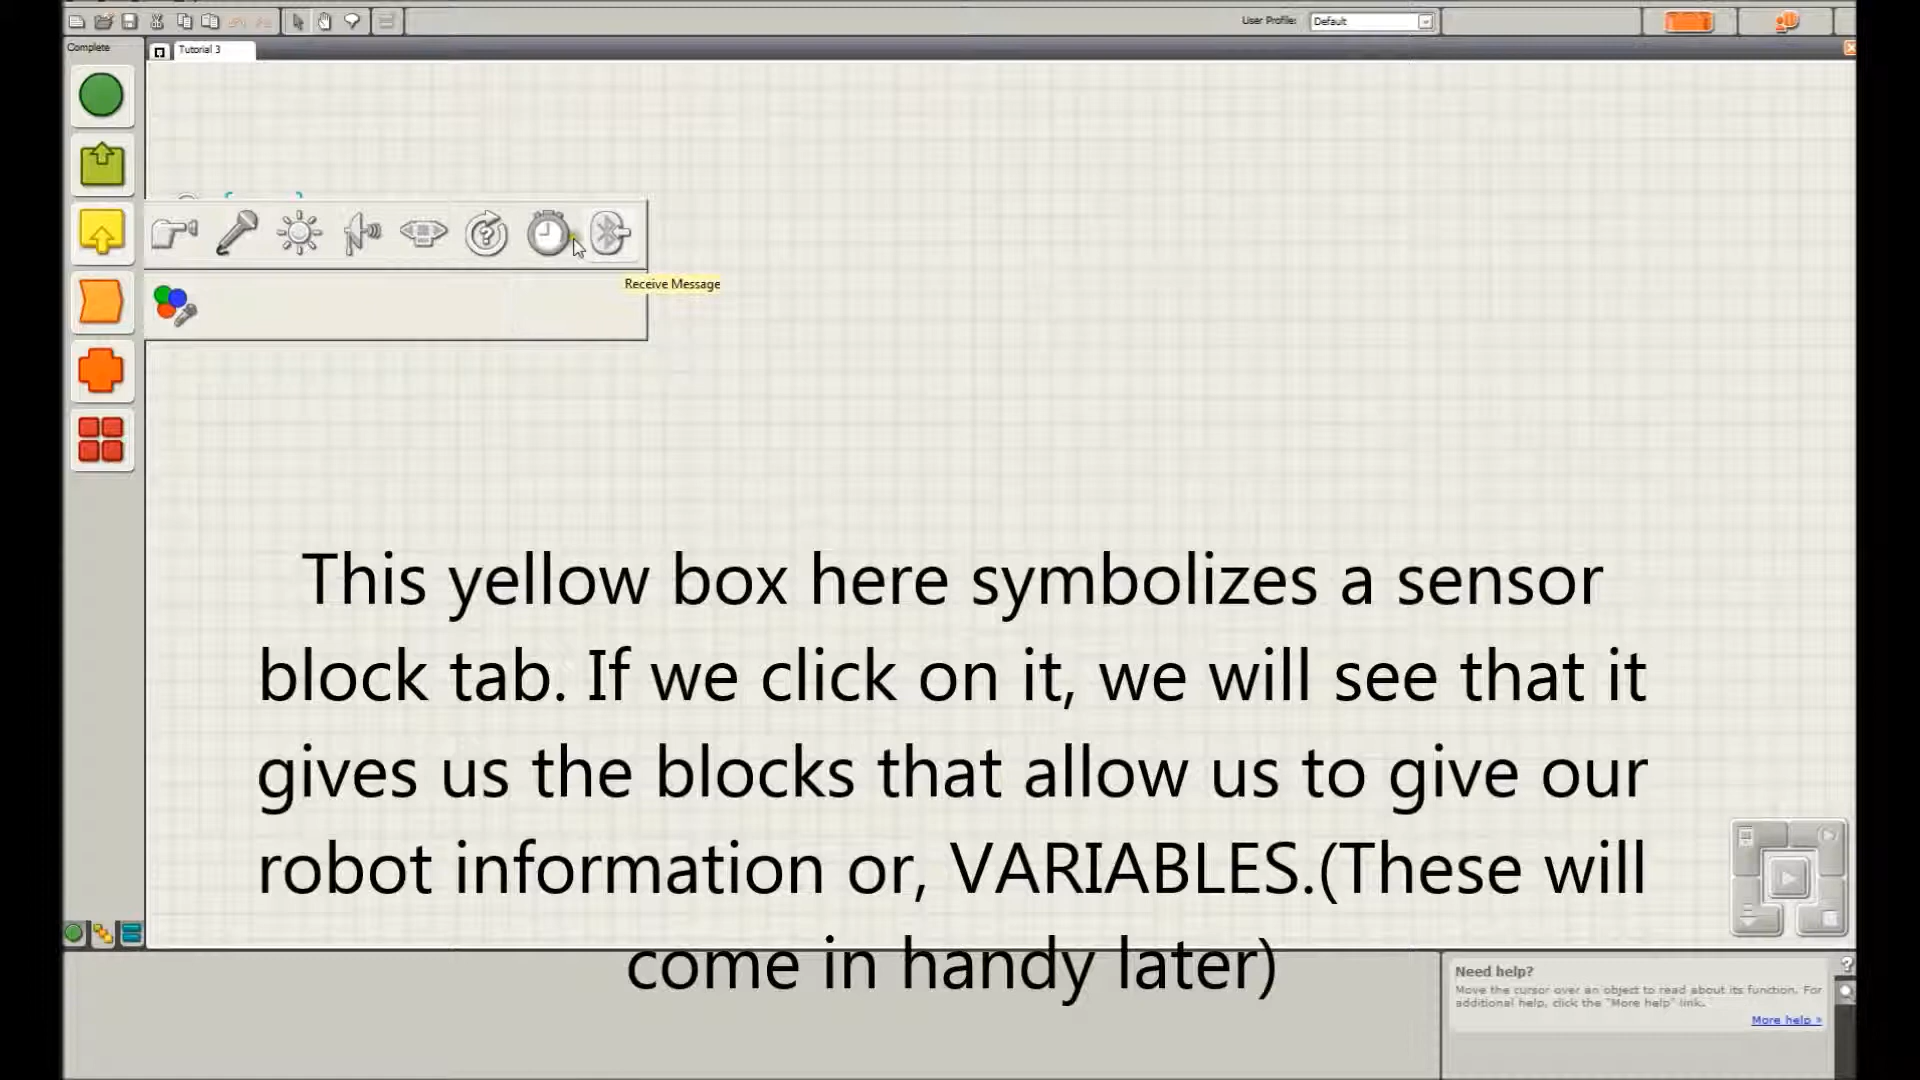 User Profile: Default
Complete
Tutorial 3
Receive Message
This yellow box here symbolizes a sensor
block tab. If we click on it, we will see that it
gives us the blocks that allow us to give our
robot information or, VARIABLES.(These will
come in handy later)
Need help?
Move the cursor over an object to read about its function. For
additional help, click the "More help" link.
More help »